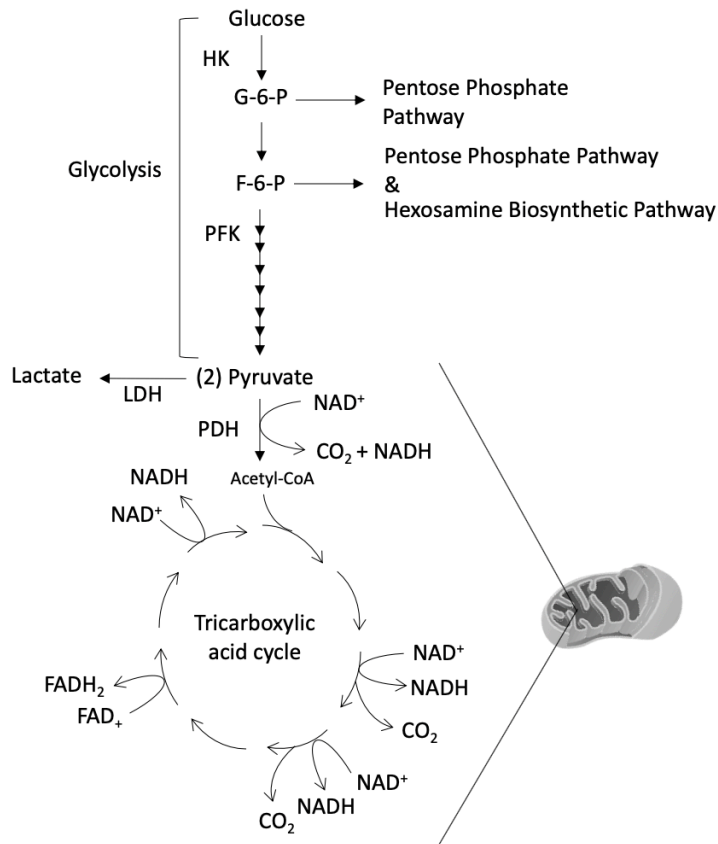 Glucose
HK
G-6-P
Pentose Phosphate
Pathway
Glycolysis
F-6-P
Pentose Phosphate Pathway
&
Hexosamine Biosynthetic Pathway
PFK
Lactate
LDH
(2) Pyruvate
NAD⁺
PDH
CO₂ + NADH
Acetyl-CoA
NADH
NAD⁺
Tricarboxylic
acid cycle
NAD⁺
NADH
CO₂
FADH₂
FAD₊
NAD⁺
NADH
CO₂